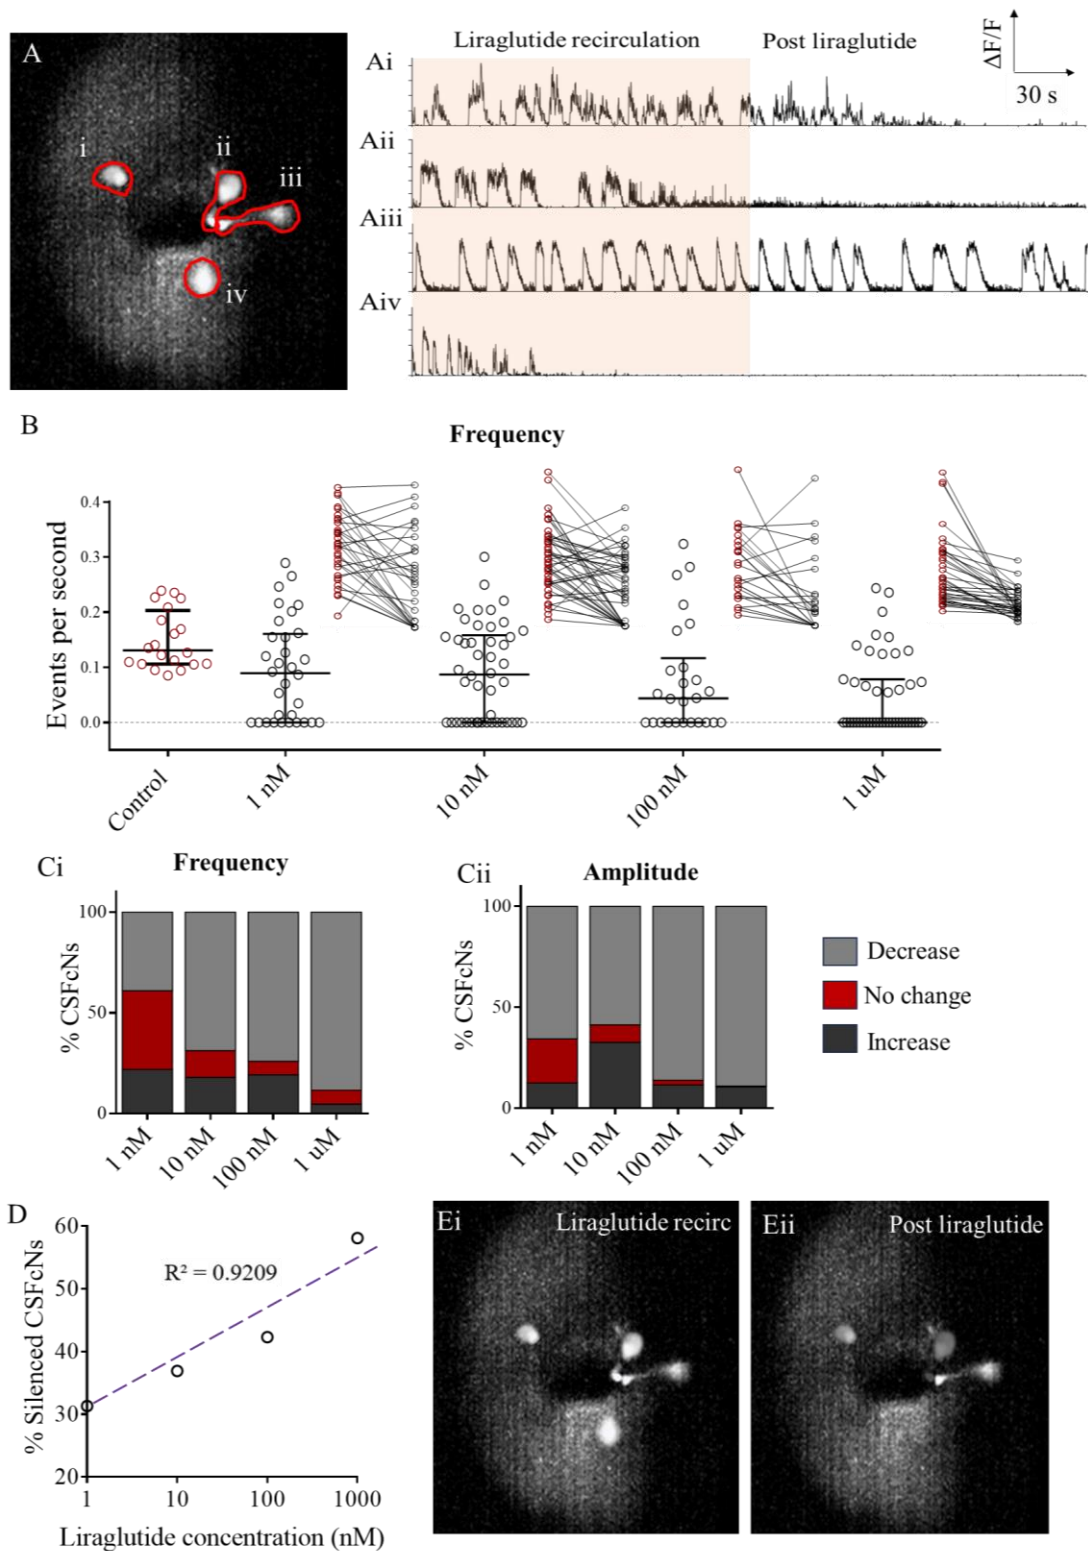 A
i
ii
iii
iv
Liraglutide recirculation
Post liraglutide
ΔF/F
30 s
Ai
Aii
Aiii
Aiv
B
Frequency
Events per second
0.4
0.3
0.2
0.1
0.0
Control
1 nM
10 nM
100 nM
1 uM
Ci
Frequency
% CSFcNs
100
50
0
1 nM
10 nM
100 nM
1 uM
Cii
Amplitude
% CSFcNs
100
50
0
1 nM
10 nM
100 nM
1 uM
Decrease
No change
Increase
D
% Silenced CSFcNs
60
50
40
30
20
R² = 0.9209
1
10
100
1000
Liraglutide concentration (nM)
Ei
Liraglutide recirc
Eii
Post liraglutide